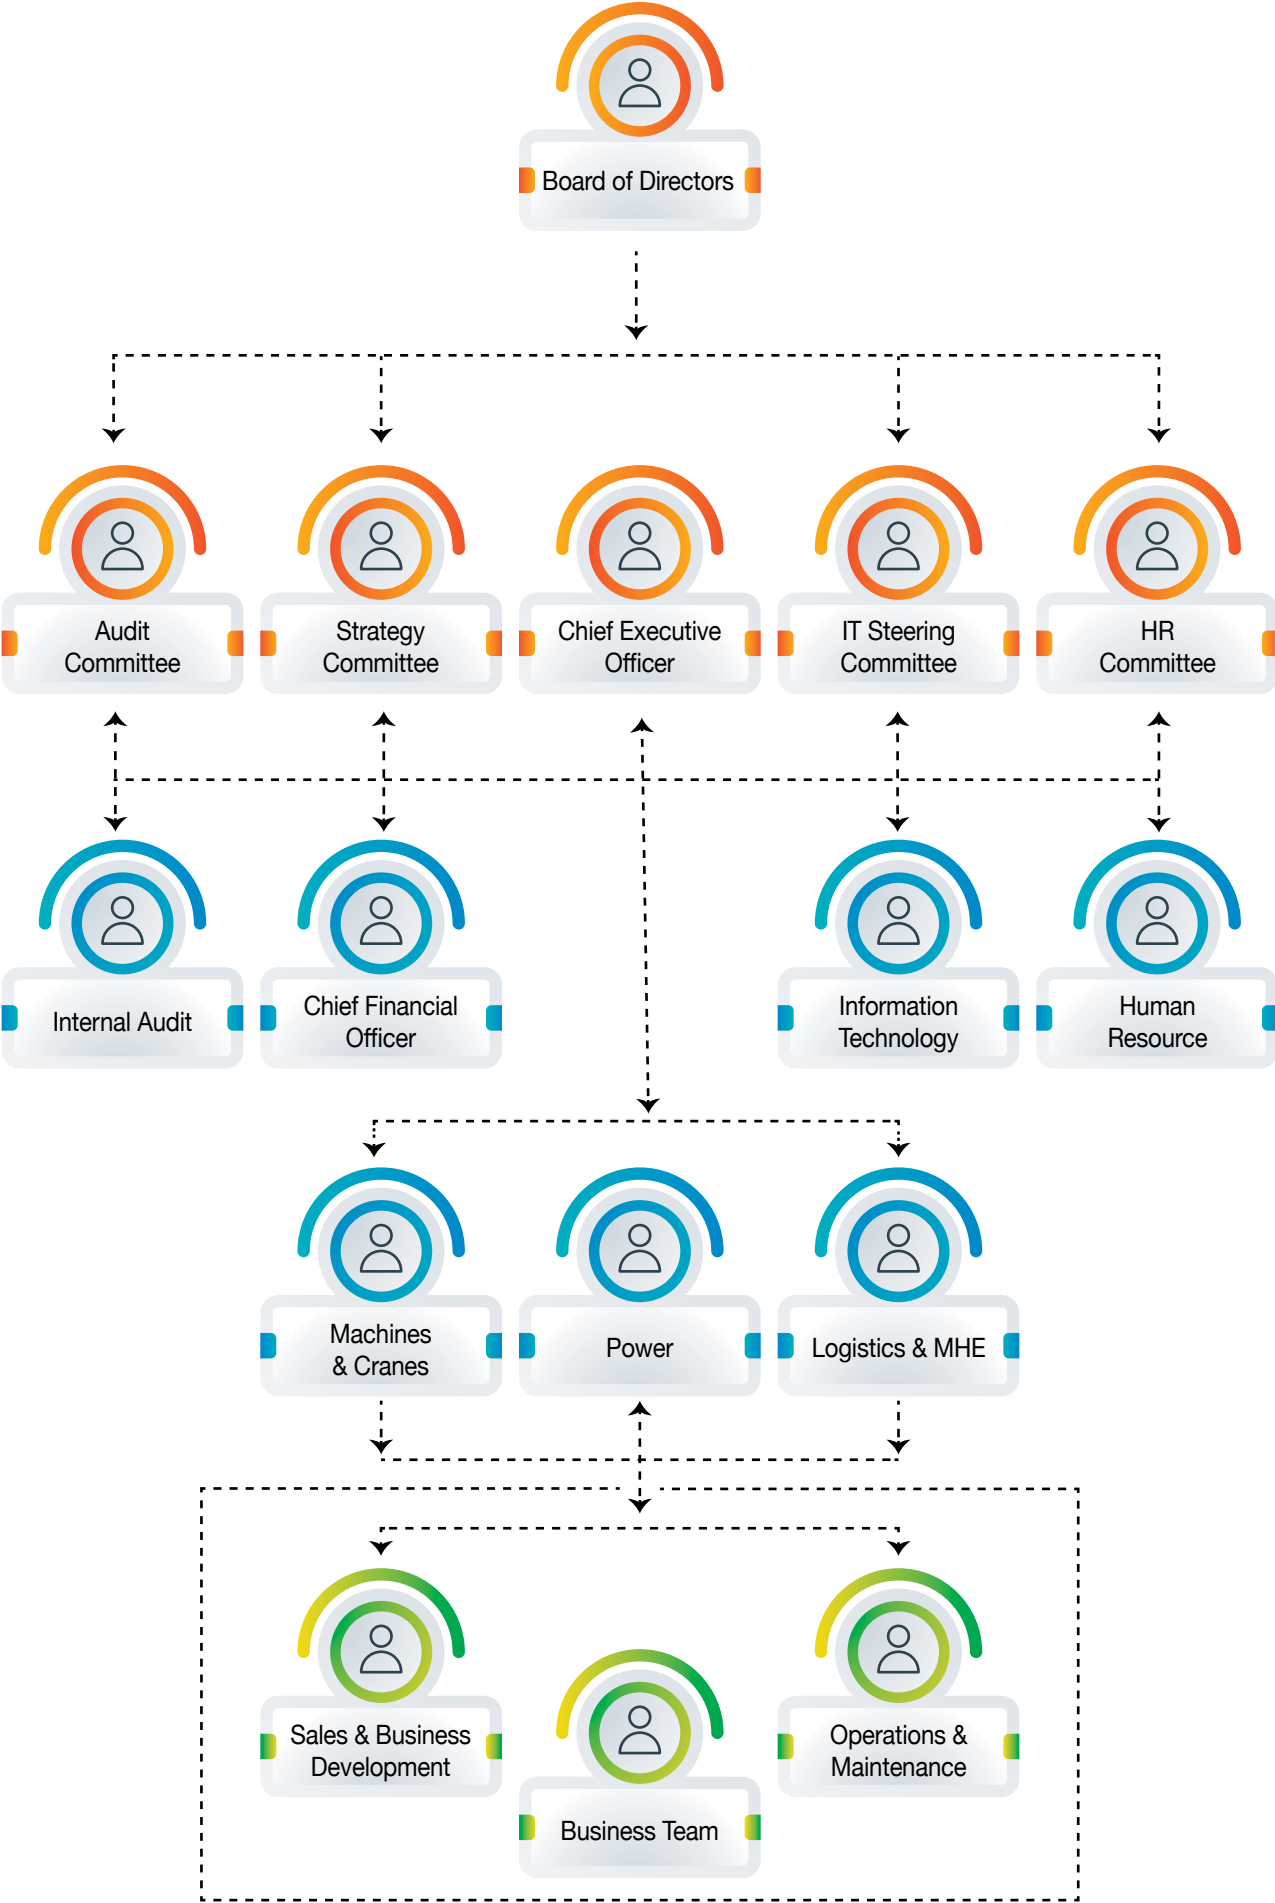 Board of Directors
Audit
Committee
Strategy
Committee
Chief Executive
Officer
IT Steering
Committee
HR
Committee
Internal Audit
Chief Financial
Officer
Information
Technology
Human
Resource
Machines
& Cranes
Power
Logistics & MHE
Sales & Business
Development
Business Team
Operations &
Maintenance